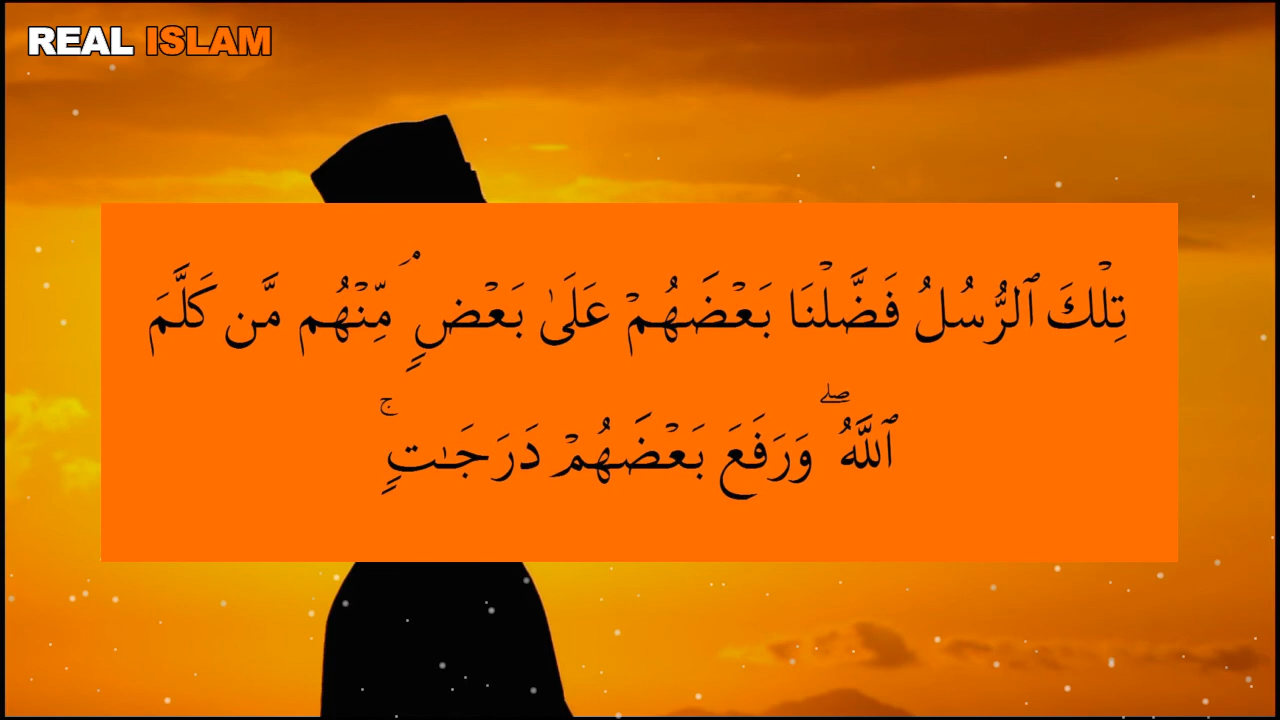 REAL ISLAM
تِلْكَ ٱلرُّسُلُ فَضَّلْنَا بَعْضَهُمْ عَلَىٰ بَعْضٍ ۘ مِّنْهُم مَّن كَلَّمَ
ٱللَّهُ ۖ وَرَفَعَ بَعْضَهُمْ دَرَجَـٰتٍ ۚ